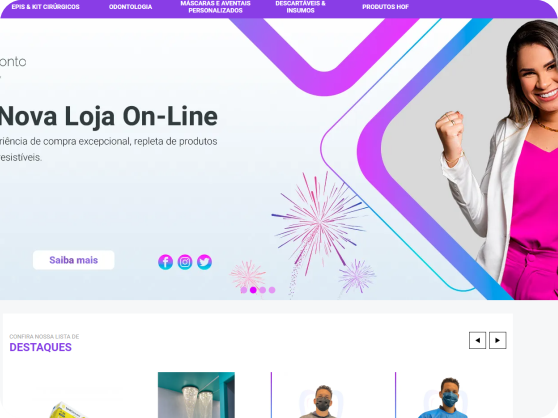 EPIS & KIT CIRÚRGICOS
ODONTOLOGIA
MÁSCARAS E AVENTAIS
PERSONALIZADOS
DESCARTÁVEIS &
INSUMOS
PRODUTOS HOF
onto
Nova Loja On-Line
riência de compra excepcional, repleta de produtos
resistíveis.
Saiba mais
CONFIRA NOSSA LISTA DE
DESTAQUES